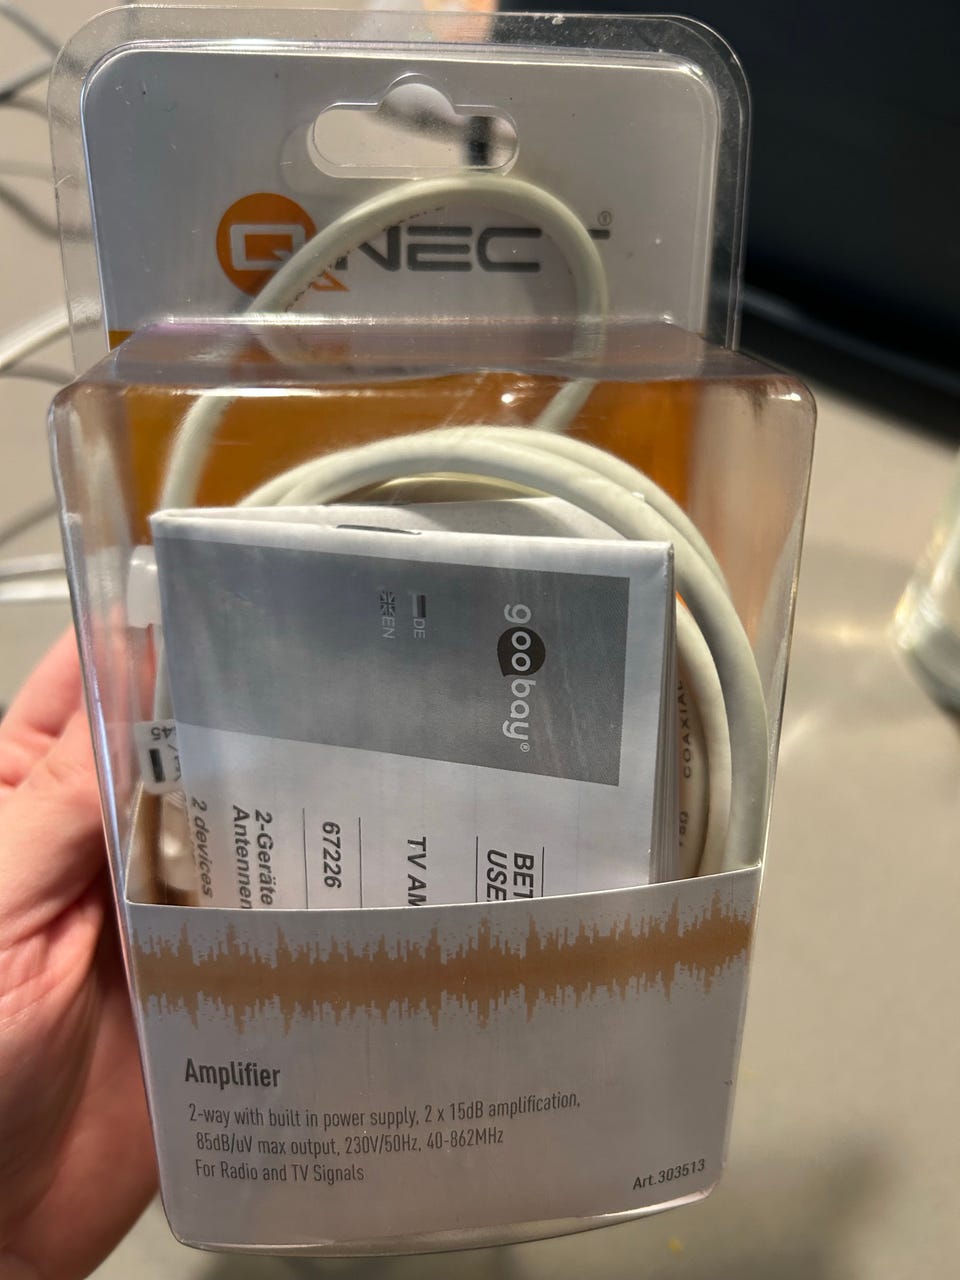 QNECT®
goobay®
DE
EN
TV AM
67226
2-Geräte
Antennen
2 devices
COAXIAL
Amplifier
2-way with built in power supply, 2 x 15dB amplification,
85dB/uV max output, 230V/50Hz, 40-862MHz
For Radio and TV Signals
Art.303513